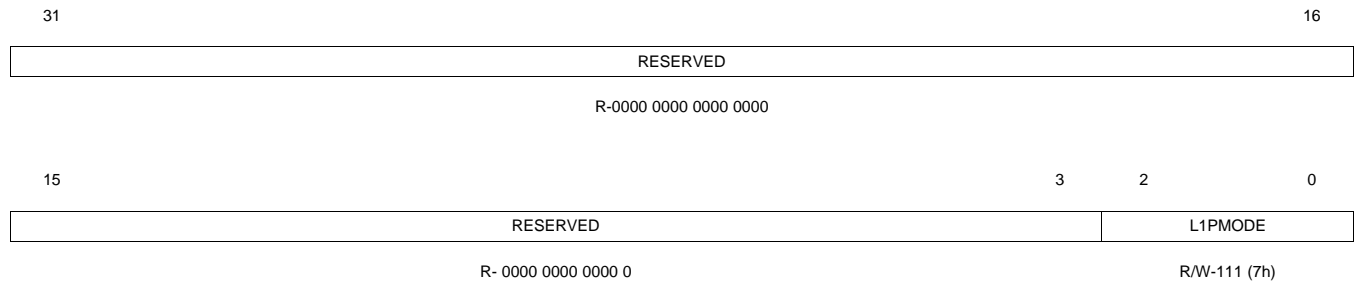 31 16
RESERVED
R-0000 0000 0000 0000
15 3 2 0
RESERVED L1PMODE
R- 0000 0000 0000 0 R/W-111 (7h)